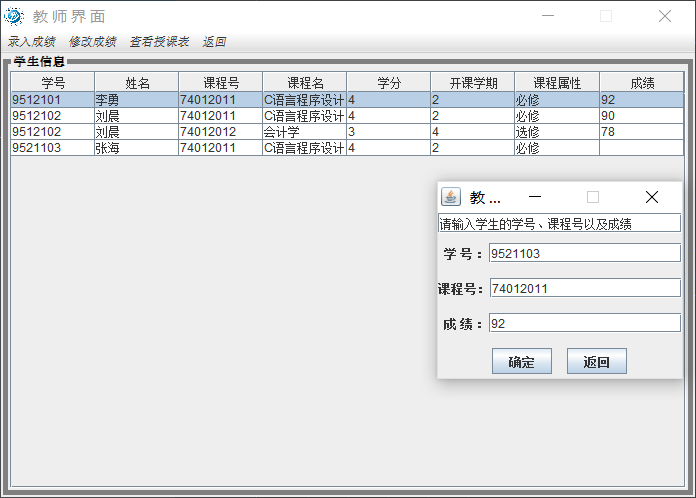 教师界面
录入成绩 修改成绩 查看授课表 返回
学生信息
学号 姓名 课程号 课程名 学分 开课学期 课程属性 成绩
9512101 李勇 74012011 C语言程序设计 4 2 必修 92
9512102 刘晨 74012011 C语言程序设计 4 2 必修 90
9512102 刘晨 74012012 会计学 3 4 选修 78
9521103 张海 74012011 C语言程序设计 4 2 必修
教 ...
请输入学生的学号、课程号以及成绩
学 号： 9521103
课程号： 74012011
成 绩： 92
确定 返回